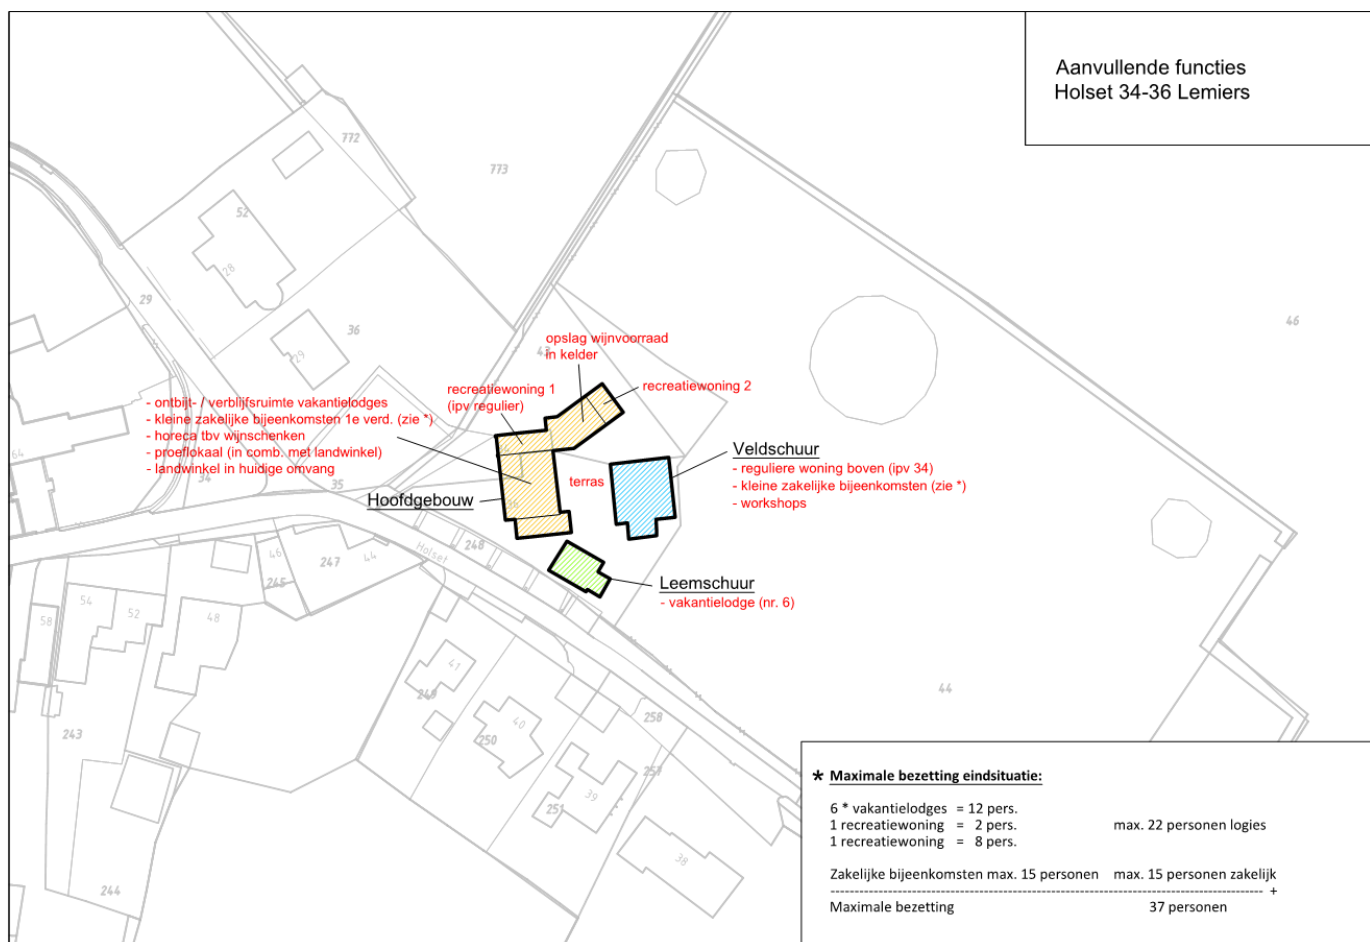 Aanvullende functies
Holset 34-36 Lemiers
772
773
52
28
29
36
29
46
43
opslag wijnvoorraad
in kelder
recreatiewoning 1
(ipv regulier)
recreatiewoning 2
- ontbijt- / verblijfsruimte vakantielodges
- kleine zakelijke bijeenkomsten 1e verd. (zie *)
- horeca tbv wijnschenken
- proeflokaal (in comb. met landwinkel)
- landwinkel in huidige omvang
Veldschuur
- reguliere woning boven (ipv 34)
- kleine zakelijke bijeenkomsten (zie *)
- workshops
terras
Hoofdgebouw
64
34
35
36
Holset
248
46
247
44
245
Leemschuur
- vakantielodge (nr. 6)
54
52
48
58
41
249
40
250
44
258
257
243
39
251
38
244
* Maximale bezetting eindsituatie:
6 * vakantielodges = 12 pers.
1 recreatiewoning = 2 pers. max. 22 personen logies
1 recreatiewoning = 8 pers.
Zakelijke bijeenkomsten max. 15 personen max. 15 personen zakelijk
------------------------------------------------------------------------------------------- +
Maximale bezetting 37 personen